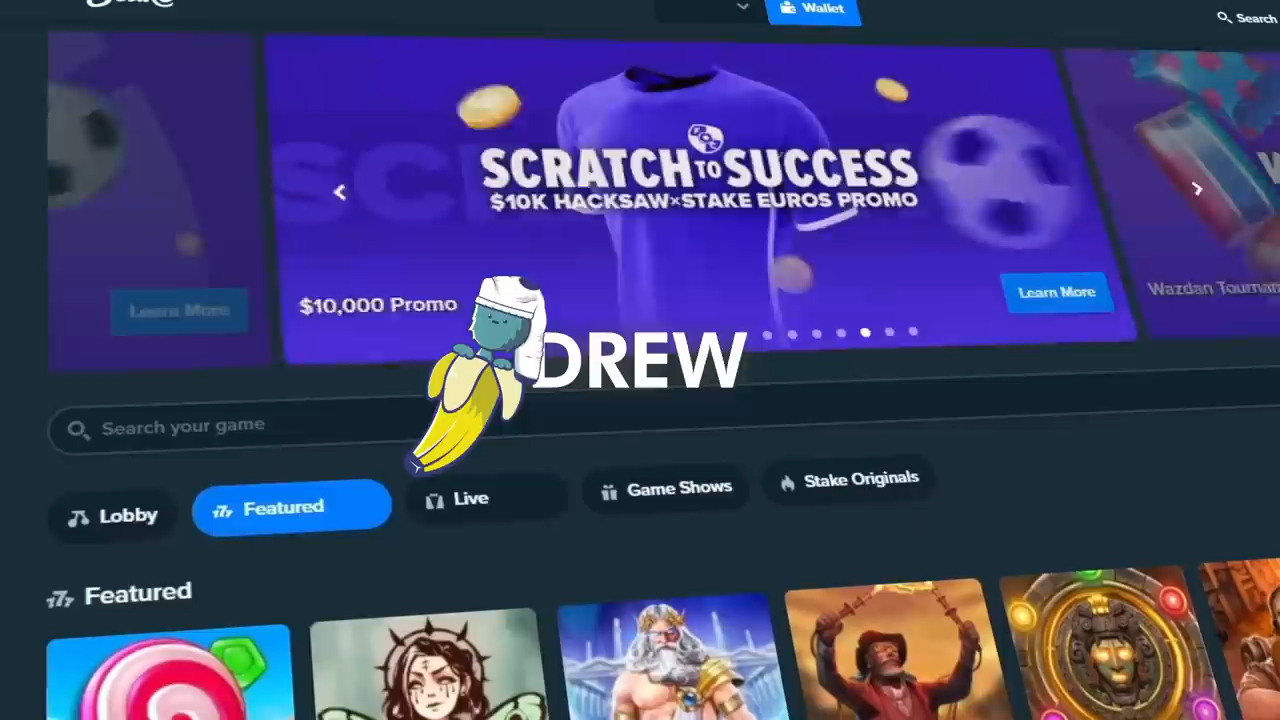 Wallet
Search
SCRATCH TO SUCCESS
$10K HACKSAW×STAKE EUROS PROMO
Learn More
$10,000 Promo
Learn More
Wazdan
DREW
Search your game
Lobby
Featured
Live
Game Shows
Stake Originals
Featured